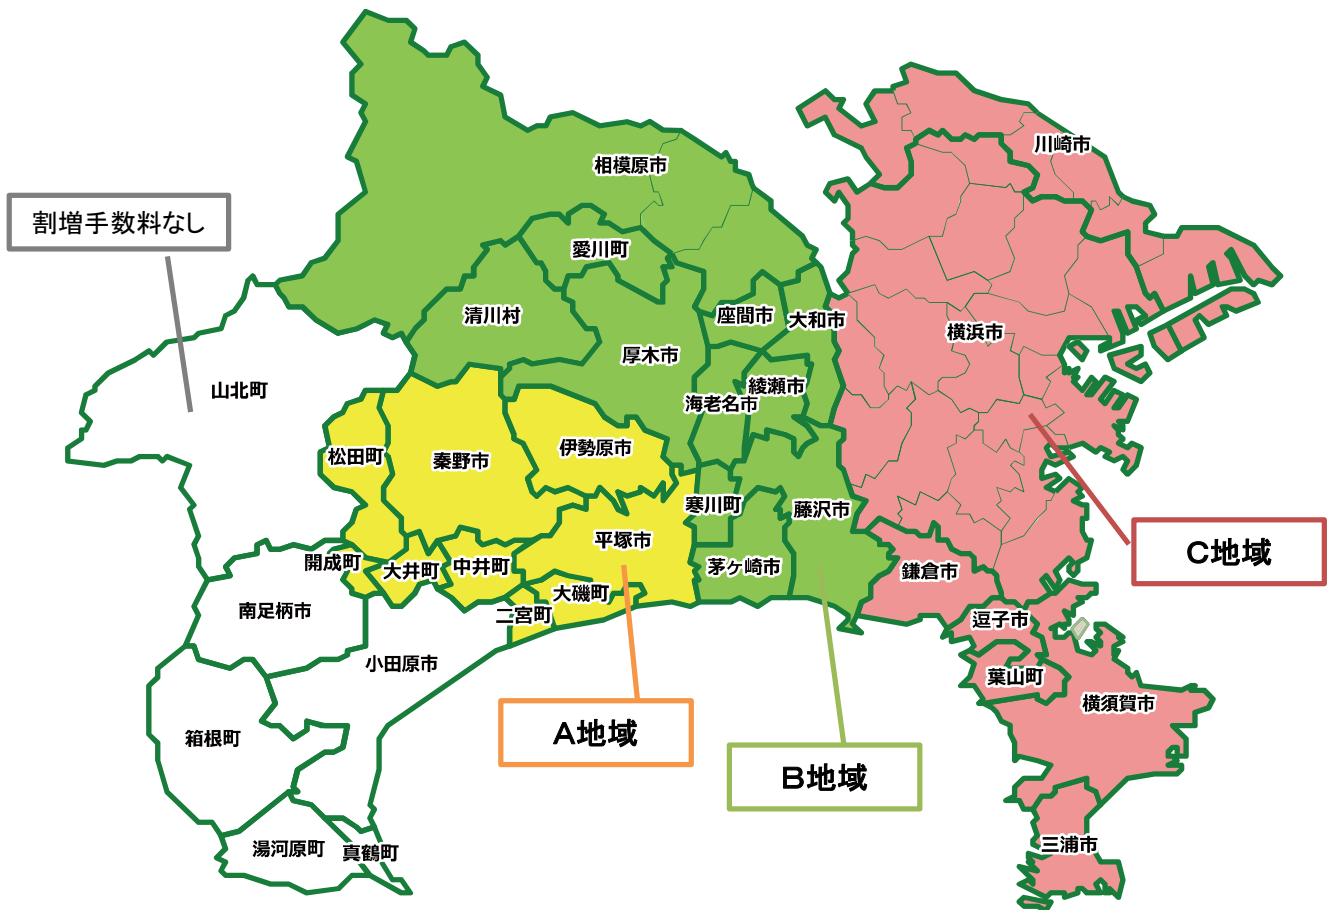 川崎市
相模原市
割増手数料なし
愛川町
清川村
座間市
大和市
横浜市
厚木市
山北町
綾瀬市
海老名市
伊勢原市
松田町
秦野市
寒川町
藤沢市
平塚市
C地域
開成町
大井町
中井町
茅ヶ崎市
鎌倉市
大磯町
南足柄市
二宮町
逗子市
小田原市
葉山町
横須賀市
箱根町
A地域
B地域
三浦市
湯河原町
真鶴町